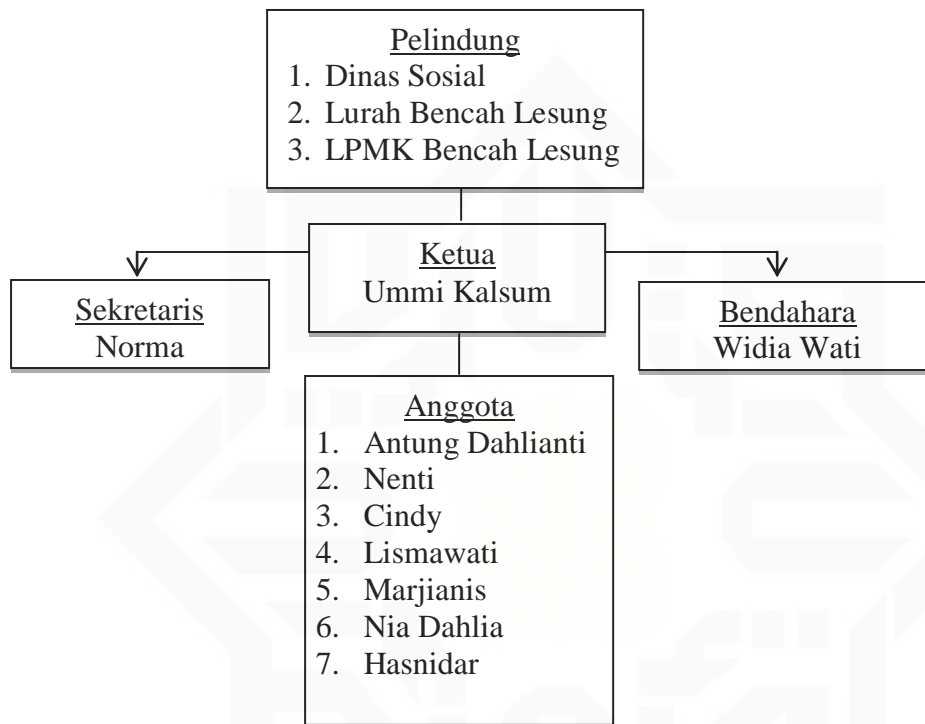 Pelindung
1. Dinas Sosial
2. Lurah Bencah Lesung
3. LPMK Bencah Lesung
Ketua
Ummi Kalsum
Sekretaris
Norma
Bendahara
Widia Wati
Anggota
1. Antung Dahlianti
2. Nenti
3. Cindy
4. Lismawati
5. Marjianis
6. Nia Dahlia
7. Hasnidar